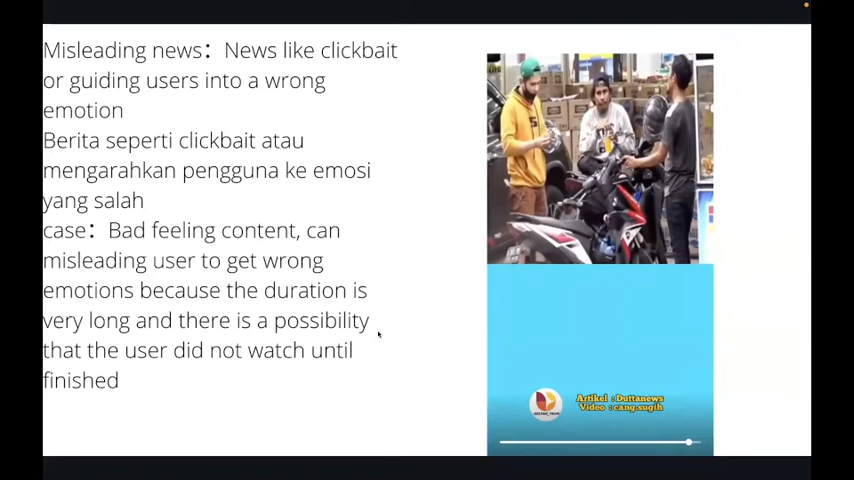 Misleading news：News like clickbait
or guiding users into a wrong
emotion
Berita seperti clickbait atau
mengarahkan pengguna ke emosi
yang salah
case：Bad feeling content, can
misleading user to get wrong
emotions because the duration is
very long and there is a possibility
that the user did not watch until
finished
Artikel : Duttanews
Video : cang.sugih